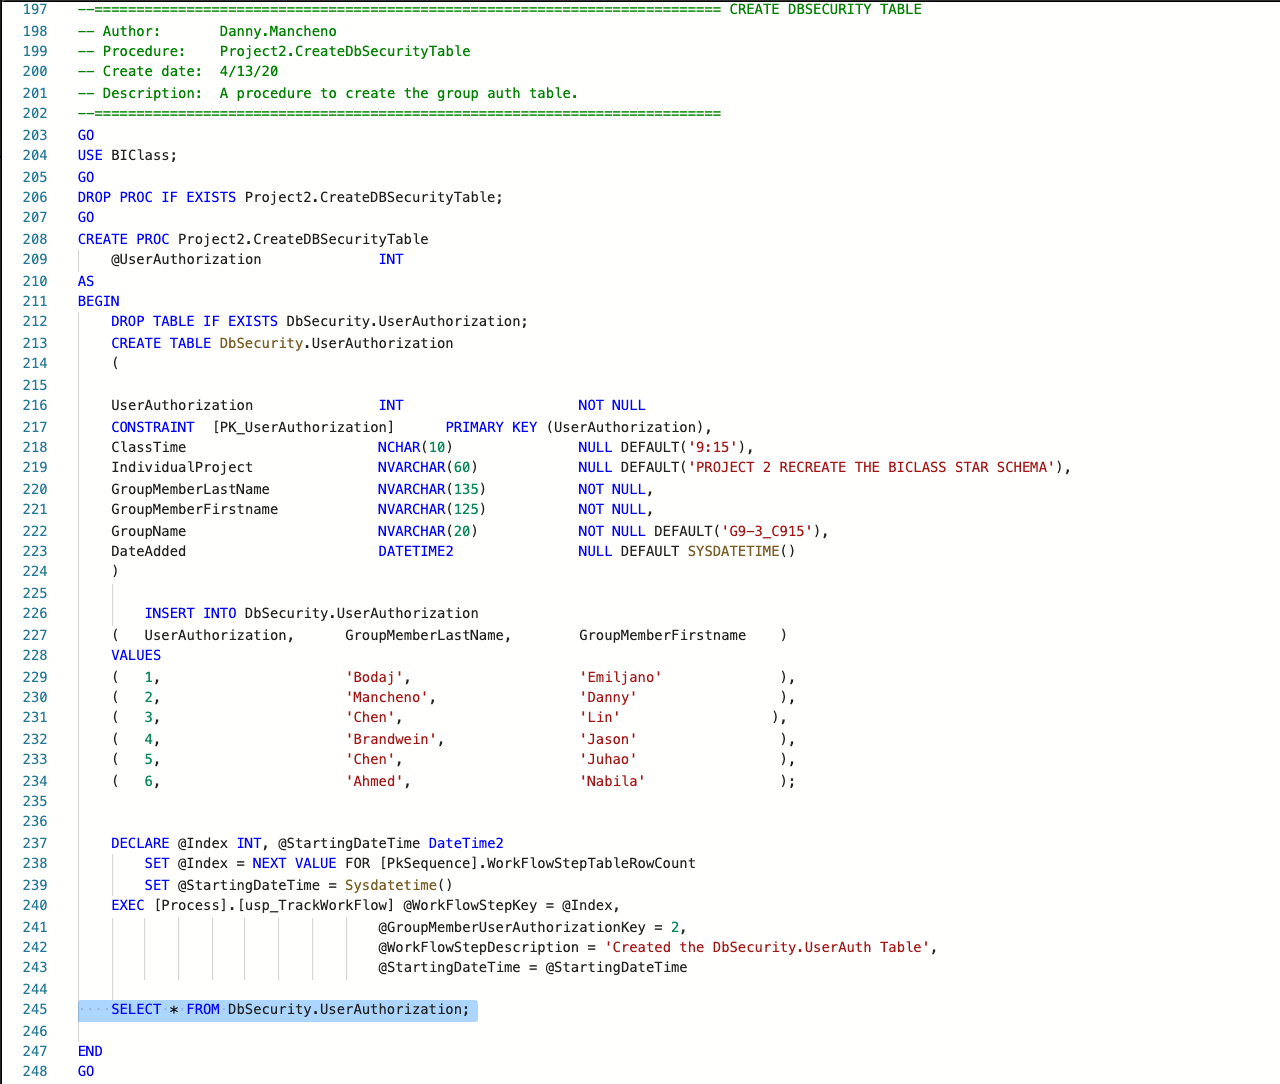 197 --=========================================================================== CREATE DBSECURITY TABLE
198 -- Author:       Danny.Mancheno
199 -- Procedure:    Project2.CreateDbSecurityTable
200 -- Create date:  4/13/20
201 -- Description:  A procedure to create the group auth table.
202 --===========================================================================
203 GO
204 USE BIClass;
205 GO
206 DROP PROC IF EXISTS Project2.CreateDBSecurityTable;
207 GO
208 CREATE PROC Project2.CreateDBSecurityTable
209     @UserAuthorization              INT
210 AS
211 BEGIN
212     DROP TABLE IF EXISTS DbSecurity.UserAuthorization;
213     CREATE TABLE DbSecurity.UserAuthorization
214     (
215
216     UserAuthorization               INT                     NOT NULL
217     CONSTRAINT  [PK_UserAuthorization]      PRIMARY KEY (UserAuthorization),
218     ClassTime                       NCHAR(10)               NULL DEFAULT('9:15'),
219     IndividualProject               NVARCHAR(60)            NULL DEFAULT('PROJECT 2 RECREATE THE BICLASS STAR SCHEMA'),
220     GroupMemberLastName             NVARCHAR(135)           NOT NULL,
221     GroupMemberFirstname            NVARCHAR(125)           NOT NULL,
222     GroupName                       NVARCHAR(20)            NOT NULL DEFAULT('G9-3_C915'),
223     DateAdded                       DATETIME2               NULL DEFAULT SYSDATETIME()
224     )
225
226         INSERT INTO DbSecurity.UserAuthorization
227     (   UserAuthorization,      GroupMemberLastName,        GroupMemberFirstname    )
228     VALUES
229     (   1,                      'Bodaj',                    'Emiljano'              ),
230     (   2,                      'Mancheno',                 'Danny'                 ),
231     (   3,                      'Chen',                     'Lin'                  ),
232     (   4,                      'Brandwein',                'Jason'                 ),
233     (   5,                      'Chen',                     'Juhao'                 ),
234     (   6,                      'Ahmed',                    'Nabila'                );
235
236
237     DECLARE @Index INT, @StartingDateTime DateTime2
238         SET @Index = NEXT VALUE FOR [PkSequence].WorkFlowStepTableRowCount
239         SET @StartingDateTime = Sysdatetime()
240     EXEC [Process].[usp_TrackWorkFlow] @WorkFlowStepKey = @Index,
241                                     @GroupMemberUserAuthorizationKey = 2,
242                                     @WorkFlowStepDescription = 'Created the DbSecurity.UserAuth Table',
243                                     @StartingDateTime = @StartingDateTime
244
245     SELECT * FROM DbSecurity.UserAuthorization;
246
247 END
248 GO